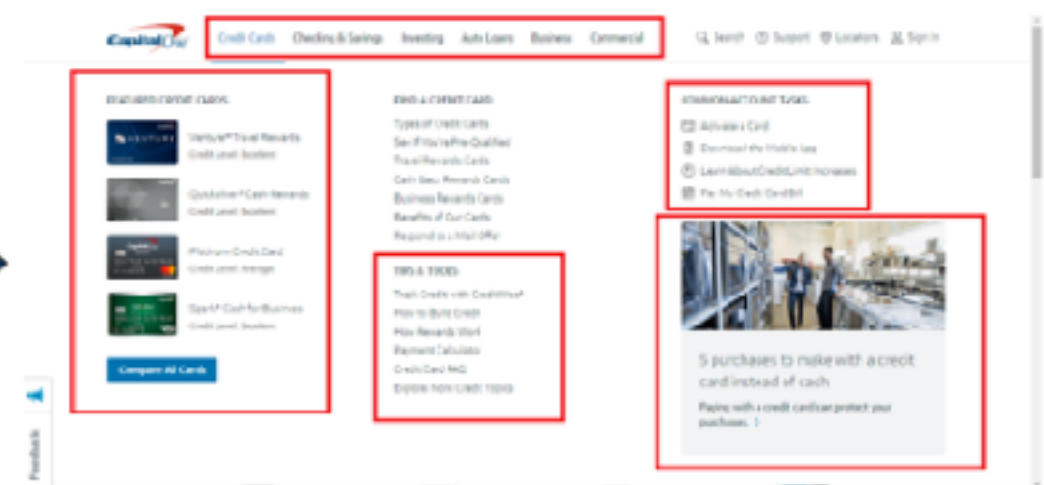 Capital One
Credit Cards Checking & Savings Investing Auto Loans Business Commercial
Search Support Locations Sign In
FEATURED CREDIT CARDS
VENTURE
Venture® Travel Rewards
Credit Level: Excellent
Quicksilver® Cash Rewards
Credit Level: Excellent
Platinum Credit Card
Credit Level: Average
Spark® Cash for Business
Credit Level: Excellent
Compare All Cards
FIND A CREDIT CARD
Types of Credit Cards
See If You're Pre-Qualified
Travel Rewards Cards
Cash Back Rewards Cards
Business Rewards Cards
Benefits of Our Cards
Respond to a Mail Offer
TIPS & TRICKS
Track Credit with CreditWise®
How to Build Credit
How Rewards Work
Payment Calculator
Credit Card FAQ
Explore More Credit Topics
COMMON ACCOUNT TASKS
Activate a Card
Download the Mobile App
Learn About Credit Limit Increases
Pay My Credit Card Bill
5 purchases to make with a credit
card instead of cash
Paying with a credit card can protect your
purchases.
Feedback